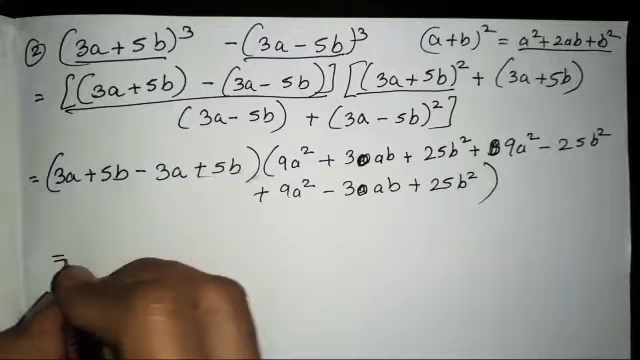 ② (3a+5b)³ - (3a-5b)³ (a+b)² = a²+2ab+b²
= [(3a+5b) - (3a-5b)] [(3a+5b)² + (3a+5b)
(3a-5b) + (3a-5b)²]
= (3a+5b-3a+5b)(9a² + 30ab + 25b² + 9a² - 25b²
+ 9a² - 30ab + 25b²)
=